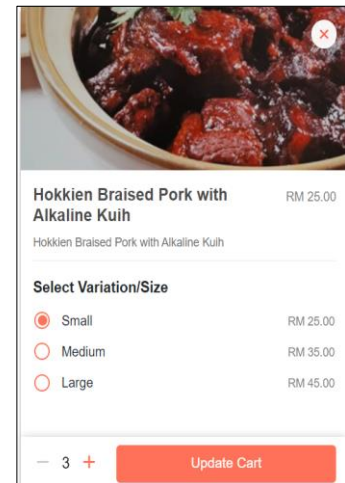 Hokkien Braised Pork with RM 25.00
Alkaline Kuih
Hokkien Braised Pork with Alkaline Kuih
Select Variation/Size
Small RM 25.00
Medium RM 35.00
Large RM 45.00
− 3 + Update Cart